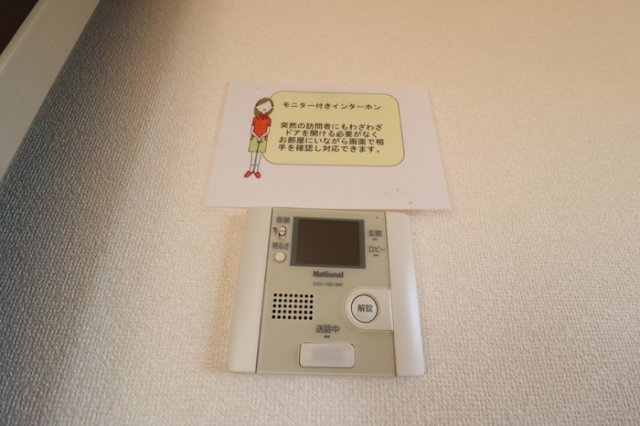 モニター付きインターホン
突然の訪問者にもわざわざ
ドアを開ける必要がなく
お部屋にいながら画面で相
手を確認し対応できます。
音量
玄関
明るさ
ロビー
National
解錠
送話中